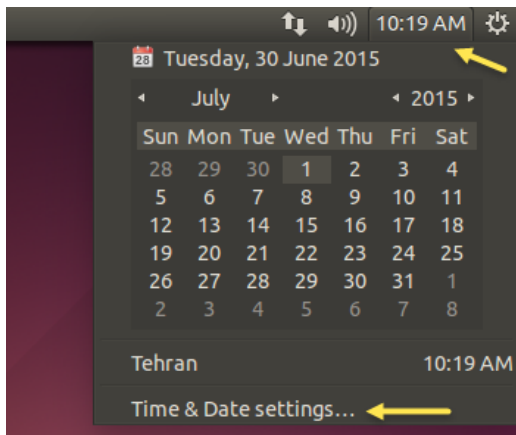 10:19 AM
28 Tuesday, 30 June 2015
July 2015
Sun Mon Tue Wed Thu Fri Sat
28 29 30 1 2 3 4
5 6 7 8 9 10 11
12 13 14 15 16 17 18
19 20 21 22 23 24 25
26 27 28 29 30 31 1
2 3 4 5 6 7 8
Tehran 10:19 AM
Time & Date settings...